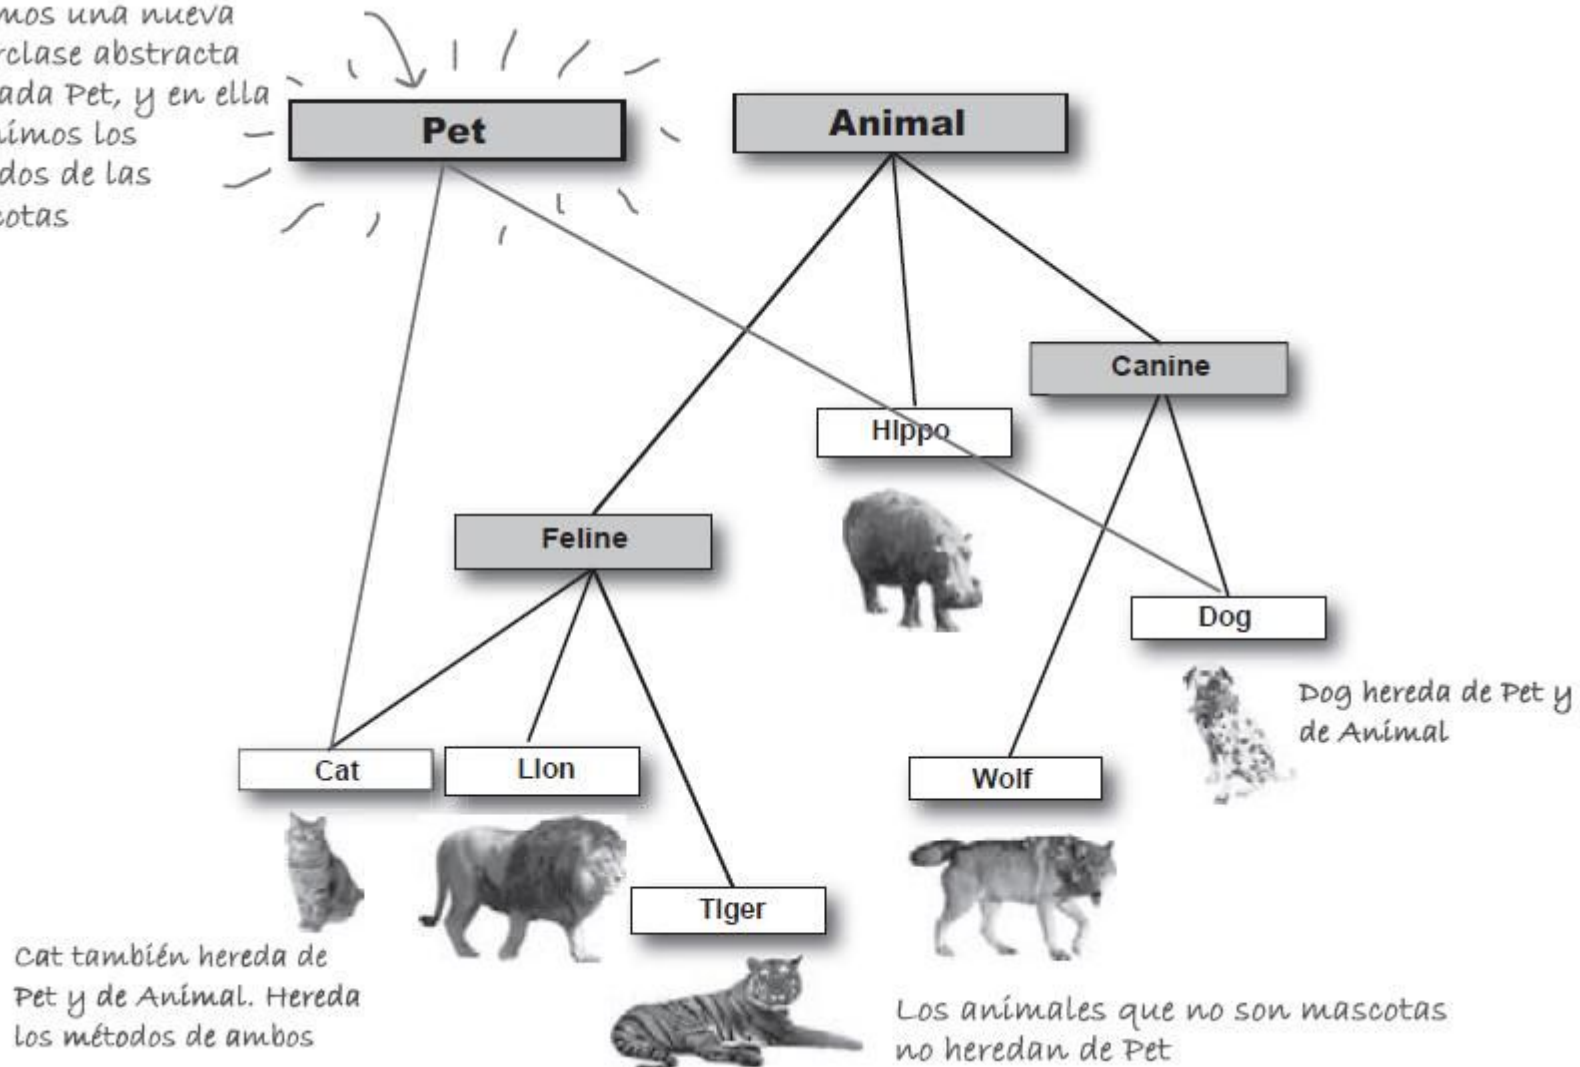 mos una nueva
rclase abstracta
ada Pet, y en ella
nimos los
dos de las
otas
Pet
Animal
Canine
HIppo
Feline
Dog
Dog hereda de Pet y
de Animal
Cat
LIon
Wolf
TIger
Cat también hereda de
Pet y de Animal. Hereda
los métodos de ambos
Los animales que no son mascotas
no heredan de Pet